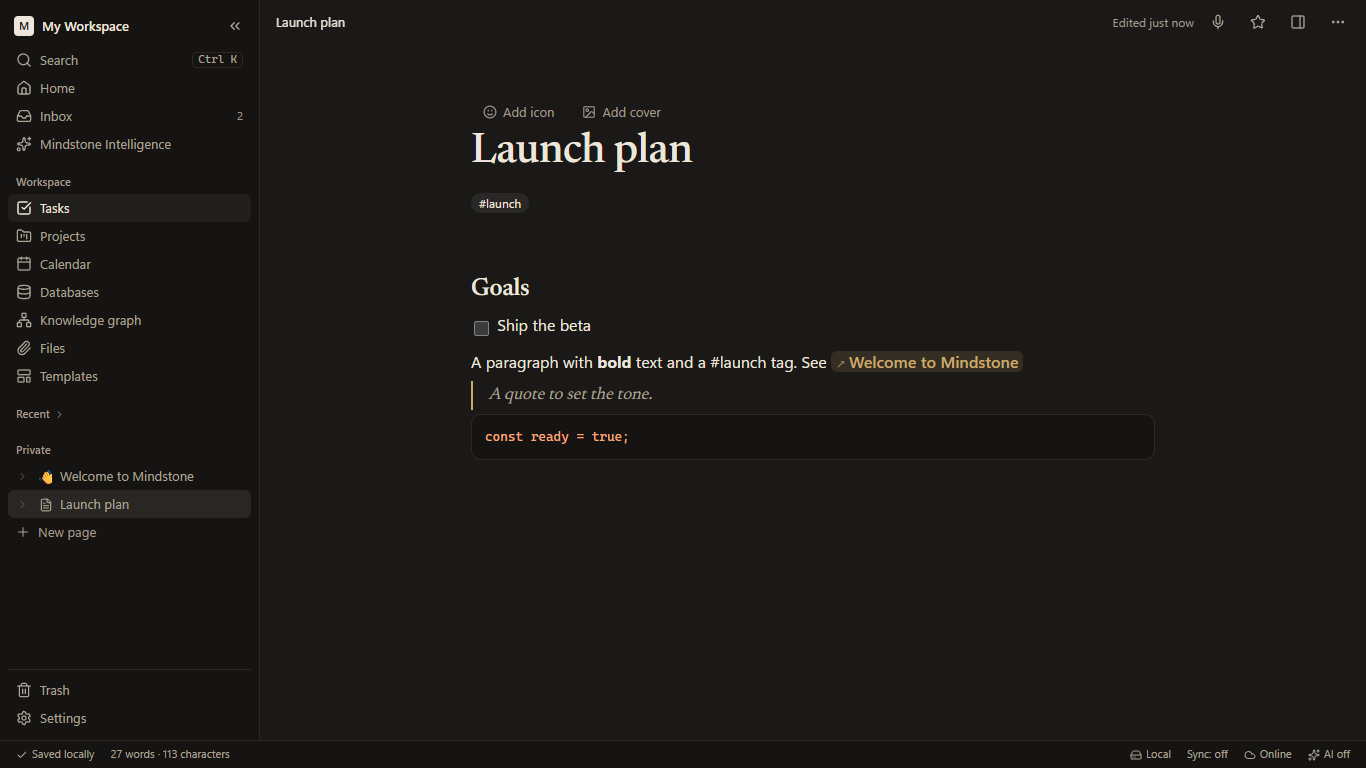 M My Workspace
Search Ctrl K
Home
Inbox 2
Mindstone Intelligence
Workspace
Tasks
Projects
Calendar
Databases
Knowledge graph
Files
Templates
Recent
Private
Welcome to Mindstone
Launch plan
New page
Trash
Settings
Launch plan
Edited just now
Add icon Add cover
Launch plan
#launch
Goals
Ship the beta
A paragraph with bold text and a #launch tag. See Welcome to Mindstone
A quote to set the tone.
const ready = true;
Saved locally 27 words · 113 characters
Local Sync: off Online AI off